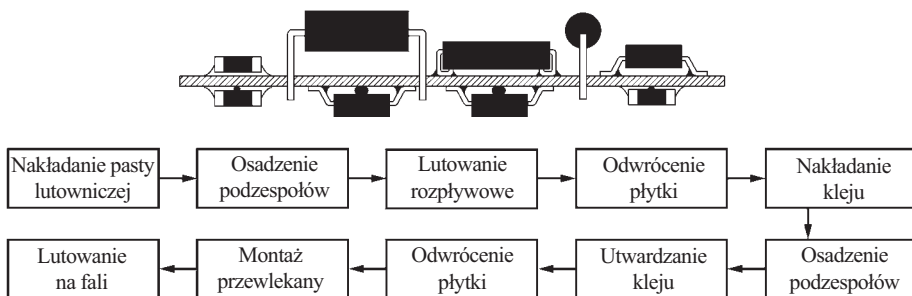 Nakładanie pasty
lutowniczej
Osadzenie
podzespołów
Lutowanie
rozpływowe
Odwrócenie
płytki
Nakładanie
kleju
Osadzenie
podzespołów
Utwardzanie
kleju
Odwrócenie
płytki
Montaż
przewlekany
Lutowanie
na fali